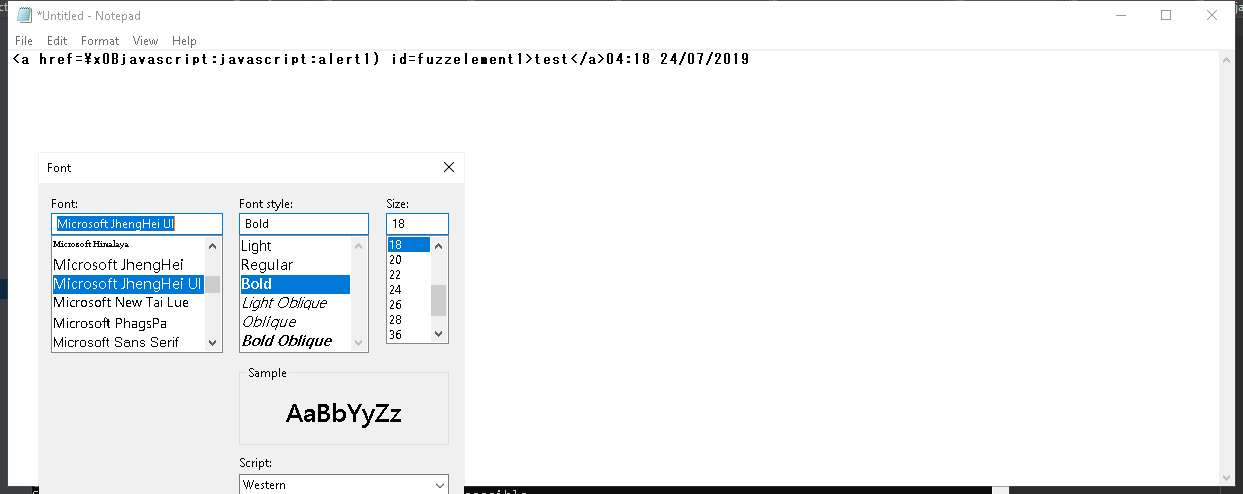 *Untitled - Notepad
File Edit Format View Help
<a href=¥x0Bjavascript:javascript:alert1) id=fuzzelement1>test</a>04:18 24/07/2019
Font
Font: Font style: Size:
Microsoft JhengHei UI Bold 18
Microsoft Himalaya Light 18
Microsoft JhengHei Regular 20
Microsoft JhengHei UI Bold 22
Microsoft New Tai Lue Light Oblique 24
Microsoft PhagsPa Oblique 26
Microsoft Sans Serif Bold Oblique 28
36
Sample
AaBbYyZz
Script:
Western